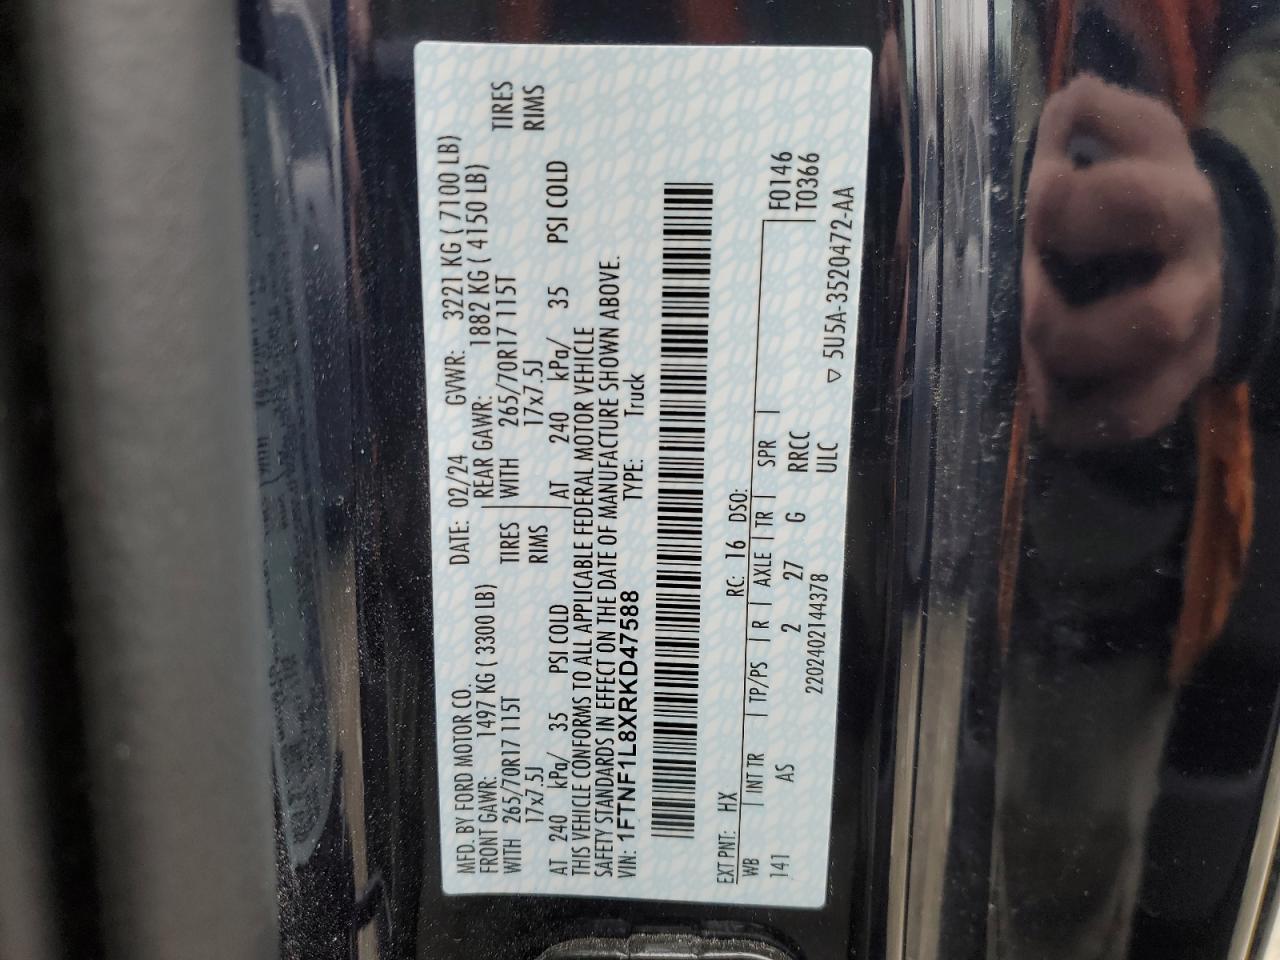 MFD. BY FORD MOTOR CO. DATE: 02/24 GVWR: 3221 KG ( 7100 LB)
FRONT GAWR: 1497 KG ( 3300 LB) REAR GAWR: 1882 KG ( 4150 LB)
WITH 265/70R17 115T TIRES WITH 265/70R17 115T TIRES
17x7.5J RIMS 17x7.5J RIMS
AT 240 kPa/ 35 PSI COLD AT 240 kPa/ 35 PSI COLD
THIS VEHICLE CONFORMS TO ALL APPLICABLE FEDERAL MOTOR VEHICLE
SAFETY STANDARDS IN EFFECT ON THE DATE OF MANUFACTURE SHOWN ABOVE.
VIN: 1FTNF1L8XRKD47588 TYPE: Truck
EXT PNT: HX RC: 16 DSO:
WB | INT TR | TP/PS | R | AXLE | TR | SPR | F0146
141 AS 2 27 G RRCC T0366
2202402144378 ULC
▽ 5U5A-3520472-AA